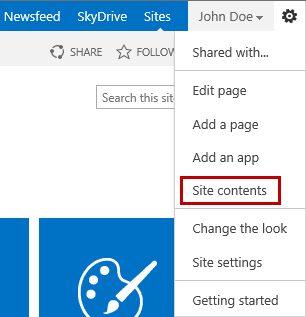 Newsfeed SkyDrive Sites John Doe
SHARE FOLLOW
Shared with...
Edit page
Search this site
Add a page
Add an app
Site contents
Change the look
Site settings
Getting started